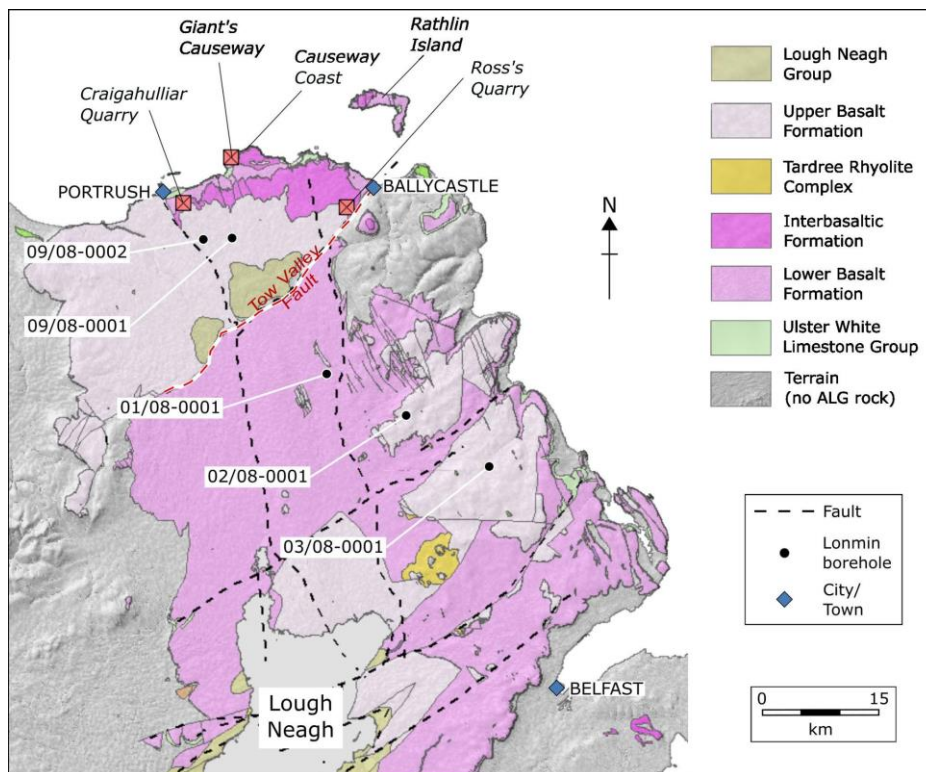 Giant's
Causeway
Causeway
Coast
Rathlin
Island
Ross's
Quarry
Craigahulliar
Quarry
PORTRUSH
BALLYCASTLE
N
09/08-0002
09/08-0001
Tow Valley
Fault
01/08-0001
02/08-0001
03/08-0001
Lough
Neagh
BELFAST
Lough Neagh
Group
Upper Basalt
Formation
Tardree Rhyolite
Complex
Interbasaltic
Formation
Lower Basalt
Formation
Ulster White
Limestone Group
Terrain
(no ALG rock)
Fault
Lonmin
borehole
City/
Town
0 15
km